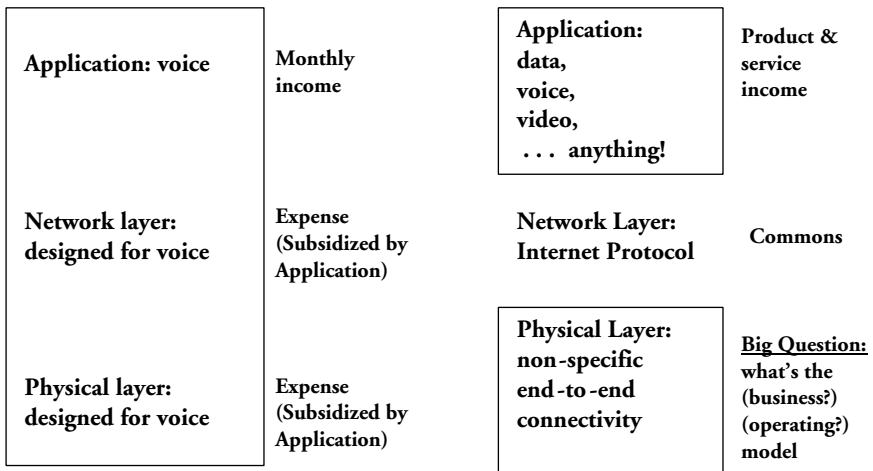 Application: voice
Monthly
income
Network layer:
designed for voice
Expense
(Subsidized by
Application)
Physical layer:
designed for voice
Expense
(Subsidized by
Application)
Application:
data,
voice,
video,
. . . anything!
Product &
service
income
Network Layer:
Internet Protocol
Commons
Physical Layer:
non-specific
end-to-end
connectivity
Big Question:
what's the
(business?)
(operating?)
model